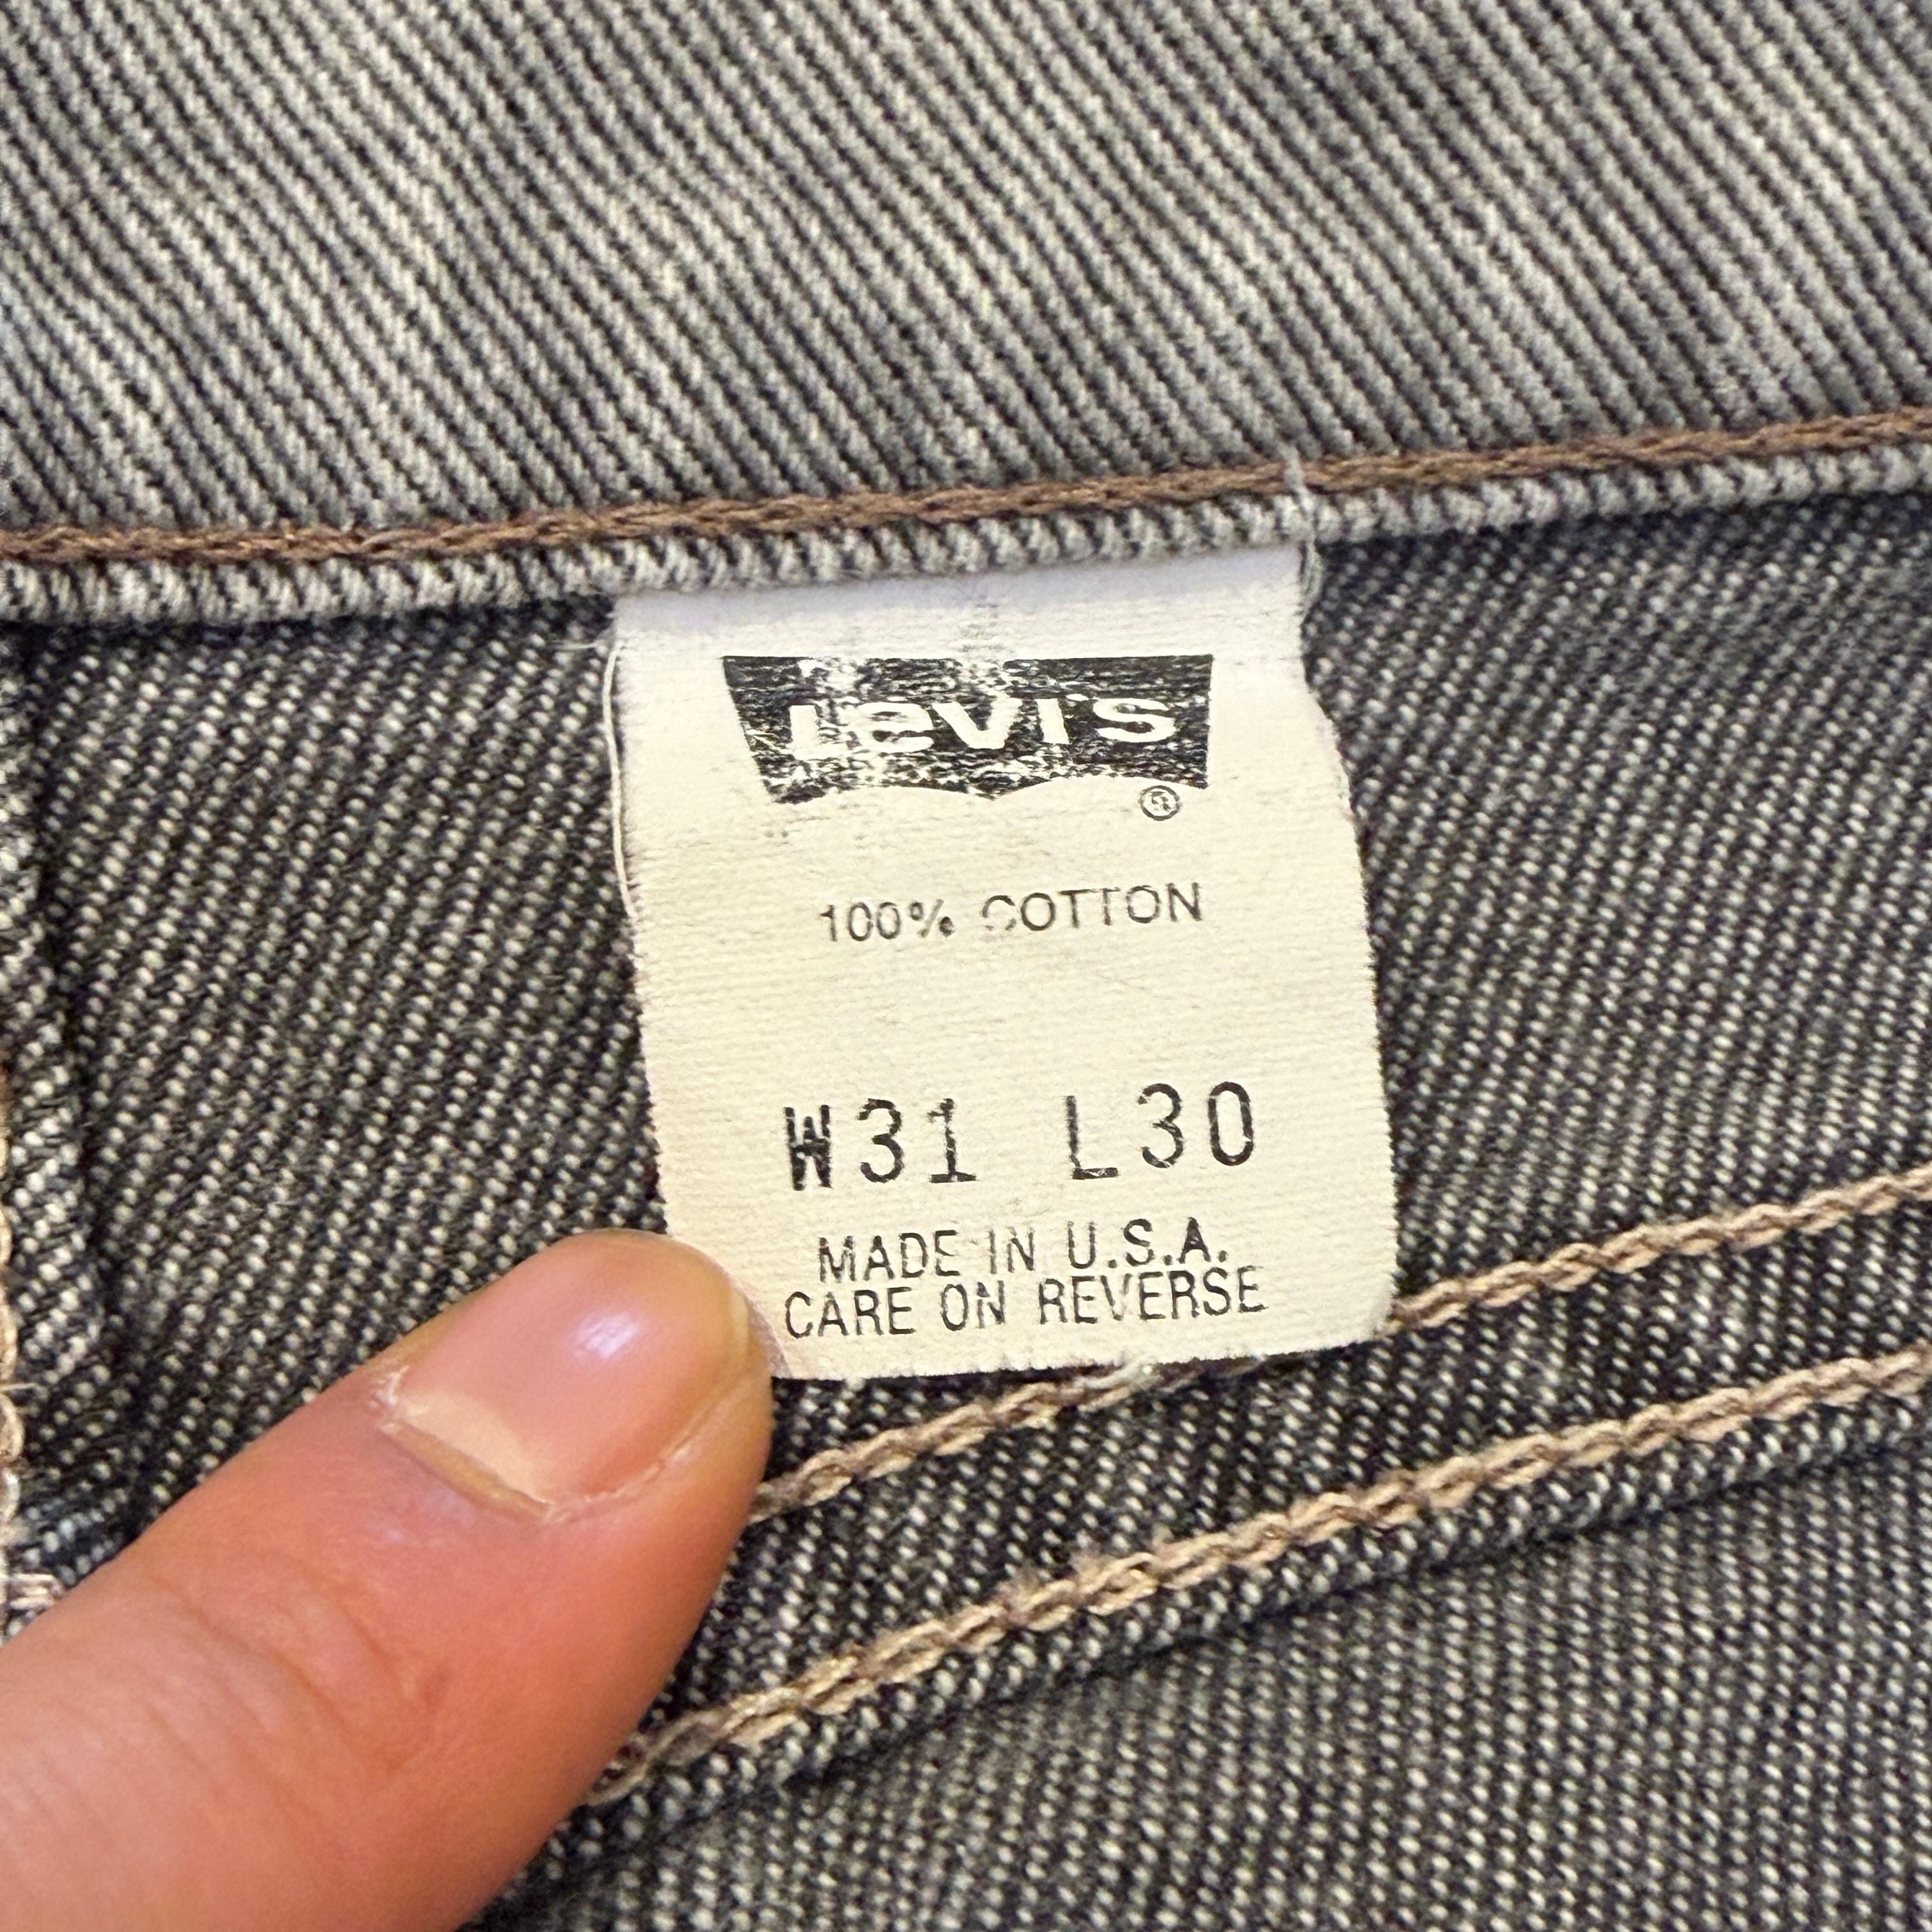 Levi's
®
100% COTTON
W31 L30
MADE IN U.S.A.
CARE ON REVERSE